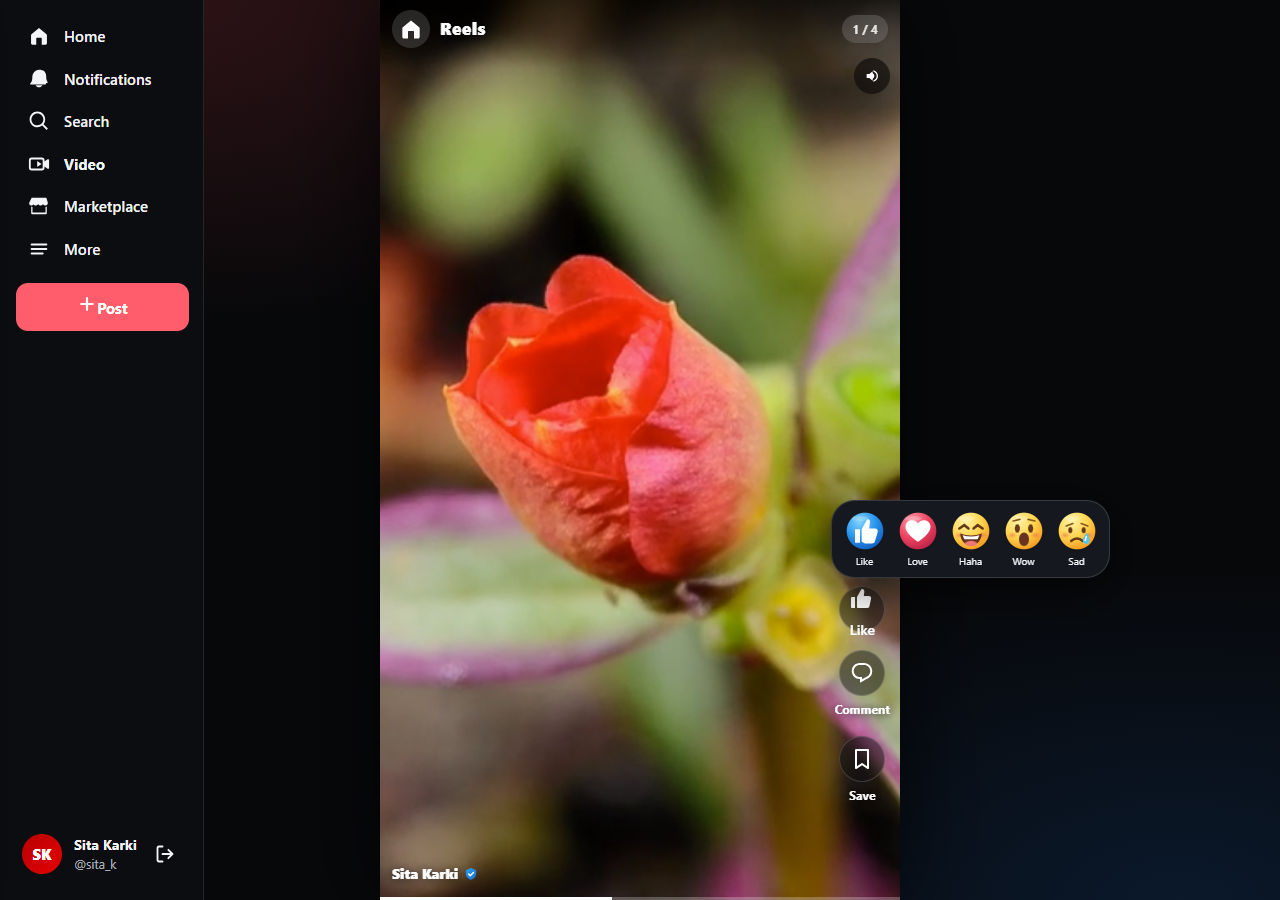 Home
Notifications
Search
Video
Marketplace
More
+ Post
SK
Sita Karki
@sita_k
Reels
1 / 4
Like
Love
Haha
Wow
Sad
Like
Comment
Save
Sita Karki